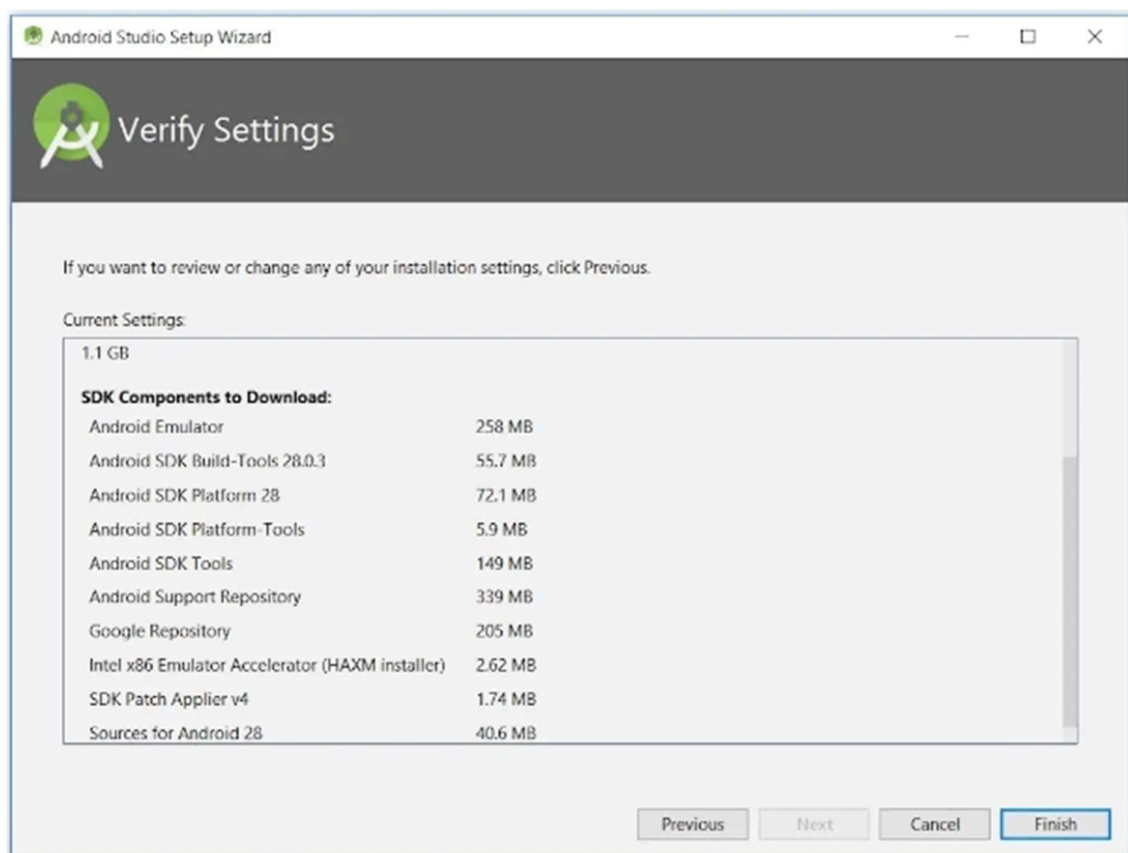 Android Studio Setup Wizard
Verify Settings
If you want to review or change any of your installation settings, click Previous.
Current Settings:
1.1 GB
SDK Components to Download:
Android Emulator 258 MB
Android SDK Build-Tools 28.0.3 55.7 MB
Android SDK Platform 28 72.1 MB
Android SDK Platform-Tools 5.9 MB
Android SDK Tools 149 MB
Android Support Repository 339 MB
Google Repository 205 MB
Intel x86 Emulator Accelerator (HAXM installer) 2.62 MB
SDK Patch Applier v4 1.74 MB
Sources for Android 28 40.6 MB
Previous Next Cancel Finish